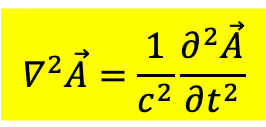 ∇²A⃗ = 1/c² ∂²A⃗/∂t²